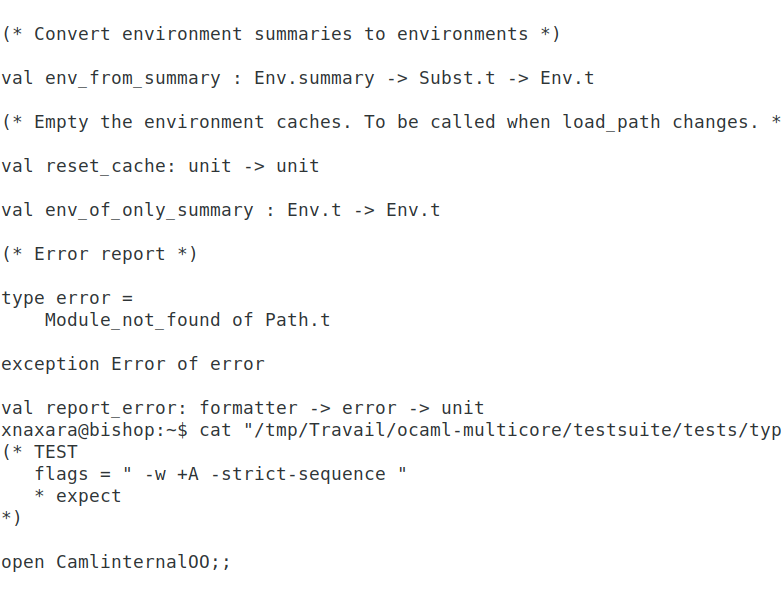 (* Convert environment summaries to environments *)
val env_from_summary : Env.summary -> Subst.t -> Env.t
(* Empty the environment caches. To be called when load_path changes. *
val reset_cache: unit -> unit
val env_of_only_summary : Env.t -> Env.t
(* Error report *)
type error =
    Module_not_found of Path.t
exception Error of error
val report_error: formatter -> error -> unit
xnaxara@bishop:~$ cat "/tmp/Travail/ocaml-multicore/testsuite/tests/typ
(* TEST
   flags = " -w +A -strict-sequence "
   * expect
*)
open CamlinternalOO;;